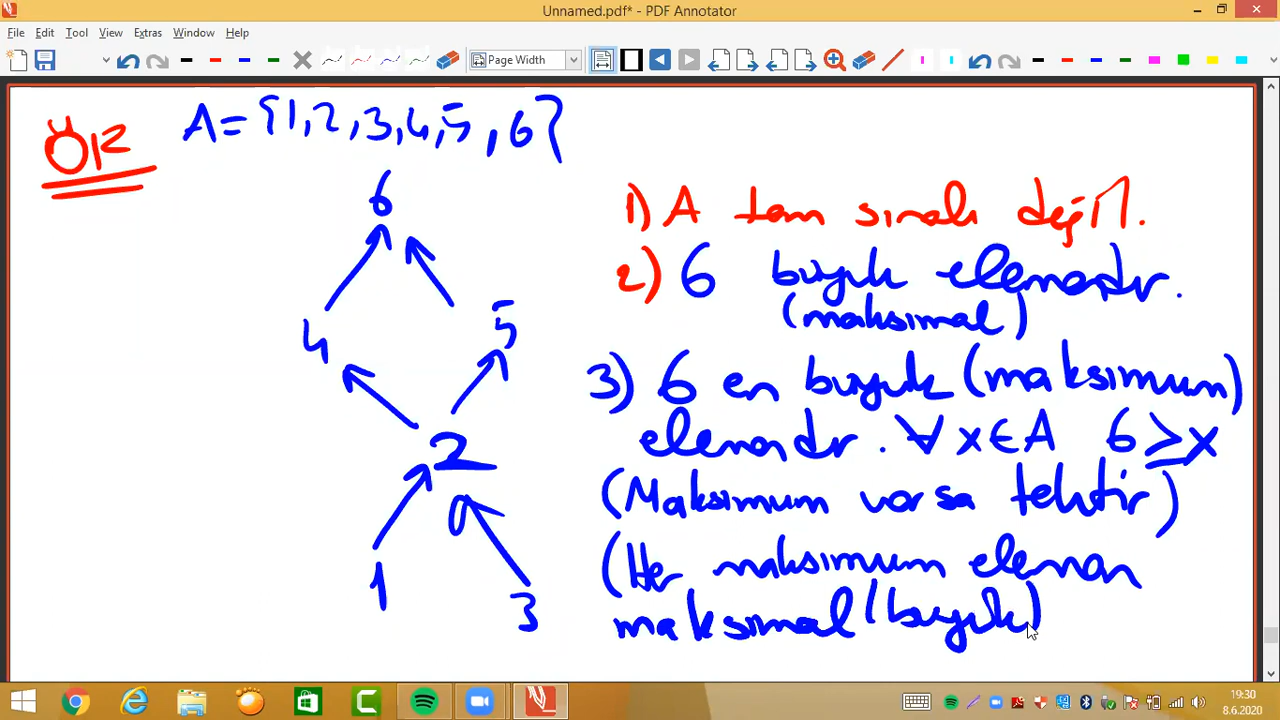 Unnamed.pdf* - PDF Annotator
File Edit Tool View Extras Window Help
Page Width
ÖR A={1,2,3,4,5,6}
6
4 5
2
1 3
1) A tam sıralı değil.
2) 6 büyük elemandır.
(maksimal)
3) 6 en büyük (maksimum)
elemandır. ∀x∈A 6≥x
(Maksimum varsa tektir)
(Her maksimum eleman
maksimal (büyük)
19:30
8.6.2020